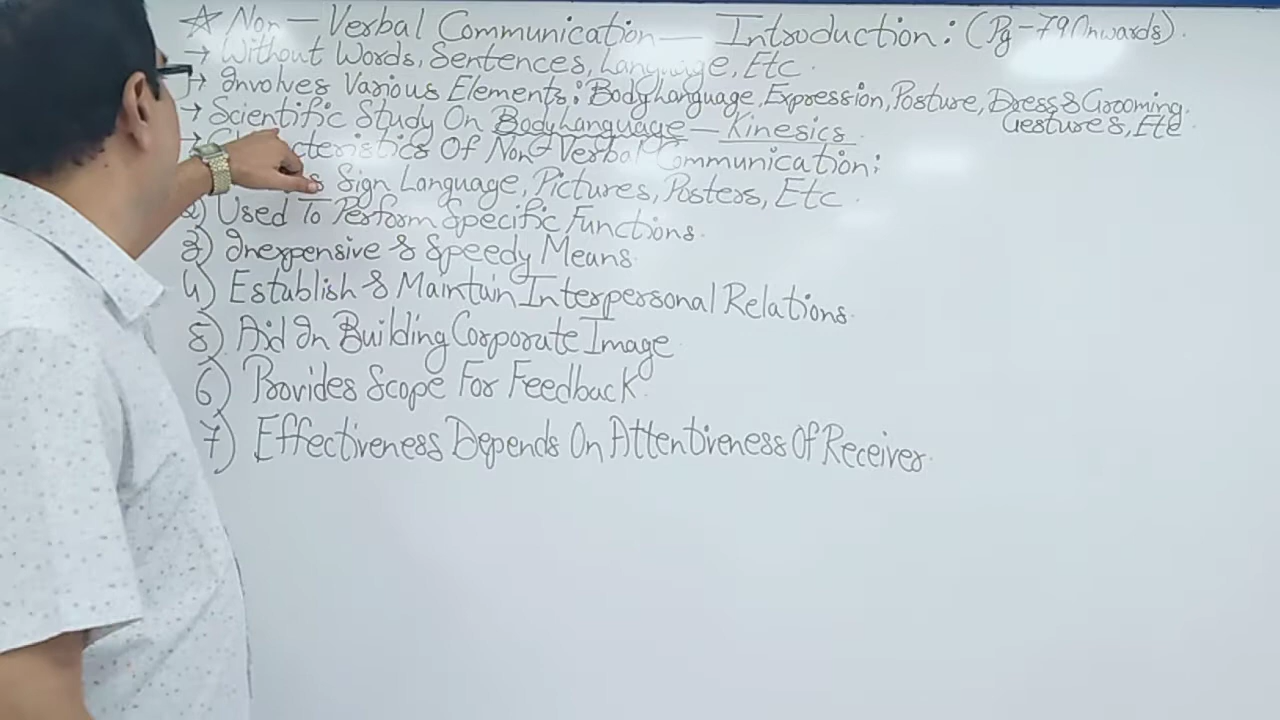 ☆ Non – Verbal Communication — Introduction: (Pg-79 Onwards).
→ Without Words, Sentences, Language, Etc.
→ Involves Various Elements: Body Language, Expression, Posture, Dress & Grooming,
Gestures, Etc
→ Scientific Study On Body Language – Kinesics.
→ Characteristics Of Non-Verbal Communication:
Sign Language, Pictures, Posters, Etc.
2) Used To Perform Specific Functions.
3) Inexpensive & Speedy Means.
4) Establish & Maintain Interpersonal Relations.
5) Aid In Building Corporate Image
6) Provides Scope For Feedback.
7) Effectiveness Depends On Attentiveness Of Receiver.